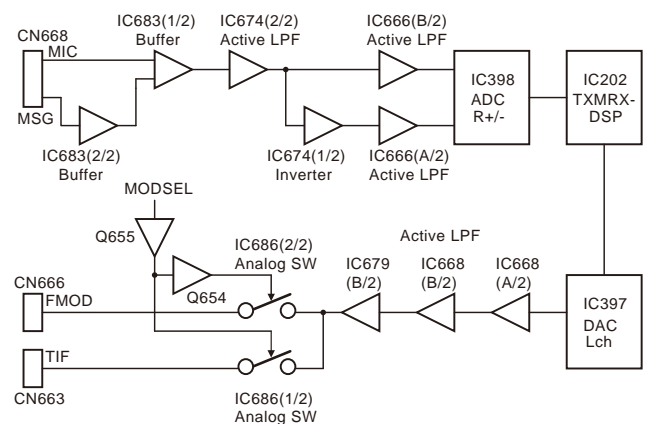 IC683(1/2)
Buffer
IC674(2/2)
Active LPF
IC666(B/2)
Active LPF
CN668
MIC
MSG
IC683(2/2)
Buffer
IC674(1/2)
Inverter
IC666(A/2)
Active LPF
IC398
ADC
R+/-
IC202
TXMRX-
DSP
MODSEL
Q655
Q654
IC686(2/2)
Analog SW
Active LPF
IC679
(B/2)
IC668
(B/2)
IC668
(A/2)
IC397
DAC
Lch
CN666
FMOD
TIF
CN663
IC686(1/2)
Analog SW